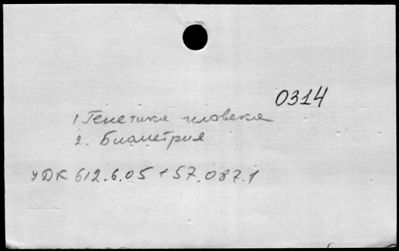 0314
1 Генетика человека
2. Биометрия
УДК 612.6.05 + 57.087.1